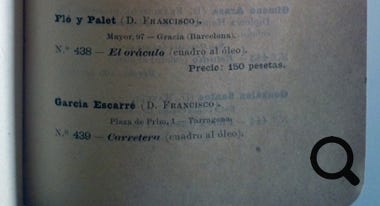 Fló y Palet (D. Francisco).
Mayor, 97 — Gracia (Barcelona).
N.º 438 — El oráculo (cuadro al óleo).
Precio: 150 pesetas.
García Escarré (D. Francisco).
Plaza de Prim, 1.— Tarragona.
N.º 439 — Carretera (cuadro al óleo).